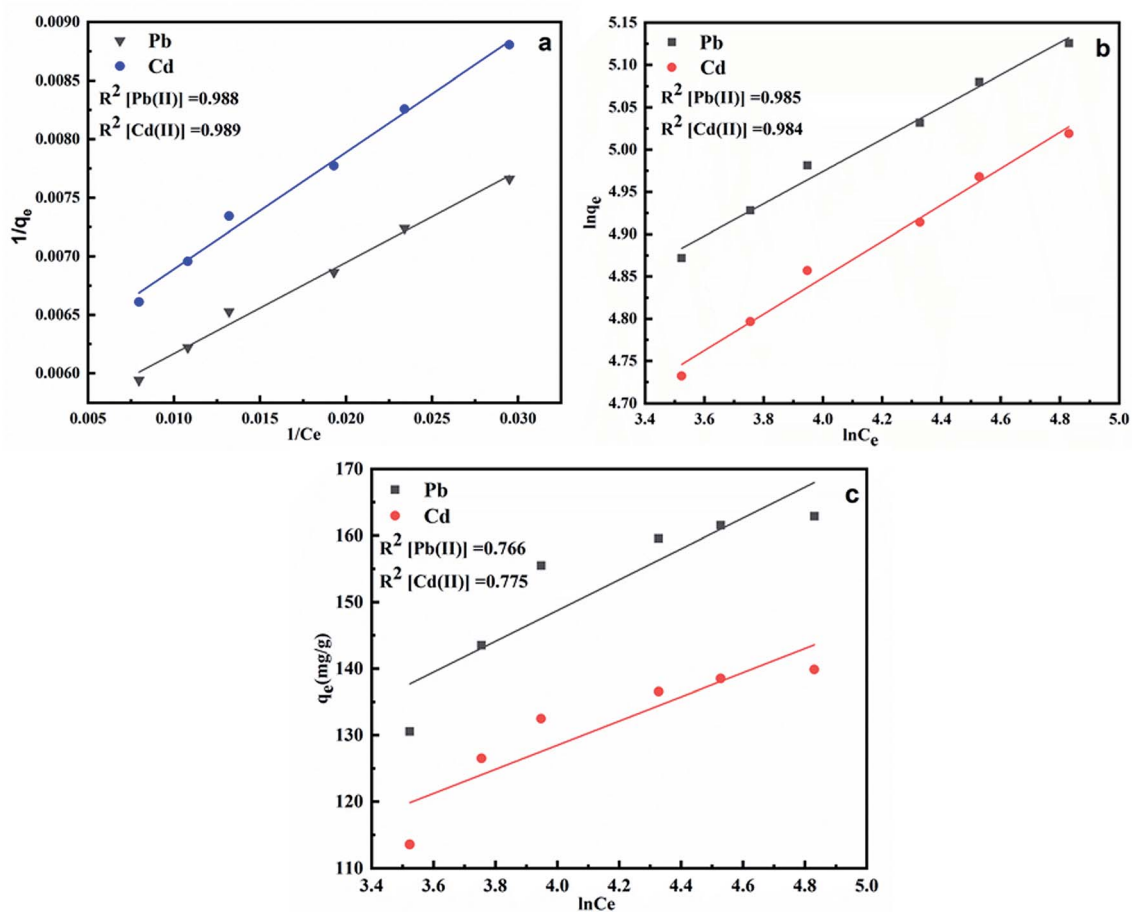 a
Pb
Cd
R² [Pb(II)] =0.988
R² [Cd(II)] =0.989
1/qe
0.0090
0.0085
0.0080
0.0075
0.0070
0.0065
0.0060
0.005 0.010 0.015 0.020 0.025 0.030
1/Ce
b
Pb
Cd
R² [Pb(II)] =0.985
R² [Cd(II)] =0.984
lnqe
5.15
5.10
5.05
5.00
4.95
4.90
4.85
4.80
4.75
4.70
3.4 3.6 3.8 4.0 4.2 4.4 4.6 4.8 5.0
lnCe
c
Pb
Cd
R² [Pb(II)] =0.766
R² [Cd(II)] =0.775
qe(mg/g)
170
160
150
140
130
120
110
3.4 3.6 3.8 4.0 4.2 4.4 4.6 4.8 5.0
lnCe